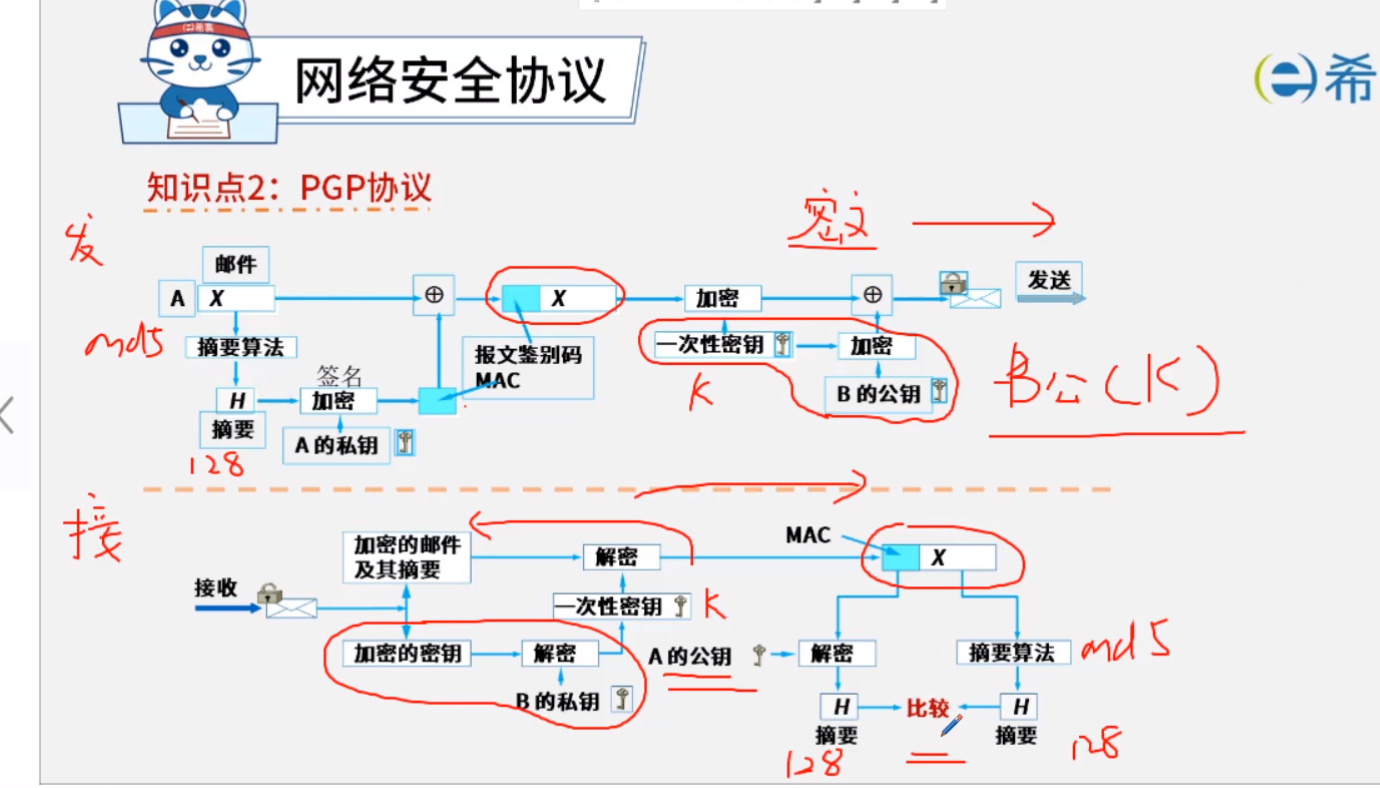 网络安全协议
希
知识点2：PGP协议
密文
发
邮件
A
X
⊕
X
加密
⊕
发送
md5
摘要算法
报文鉴别码
MAC
一次性密钥
加密
K
B公(K)
签名
H
加密
B的公钥
摘要
A的私钥
128
接
加密的邮件
及其摘要
解密
MAC
X
接收
一次性密钥
K
加密的密钥
解密
A的公钥
解密
摘要算法
md5
B的私钥
H
比较
H
摘要
摘要
128
128